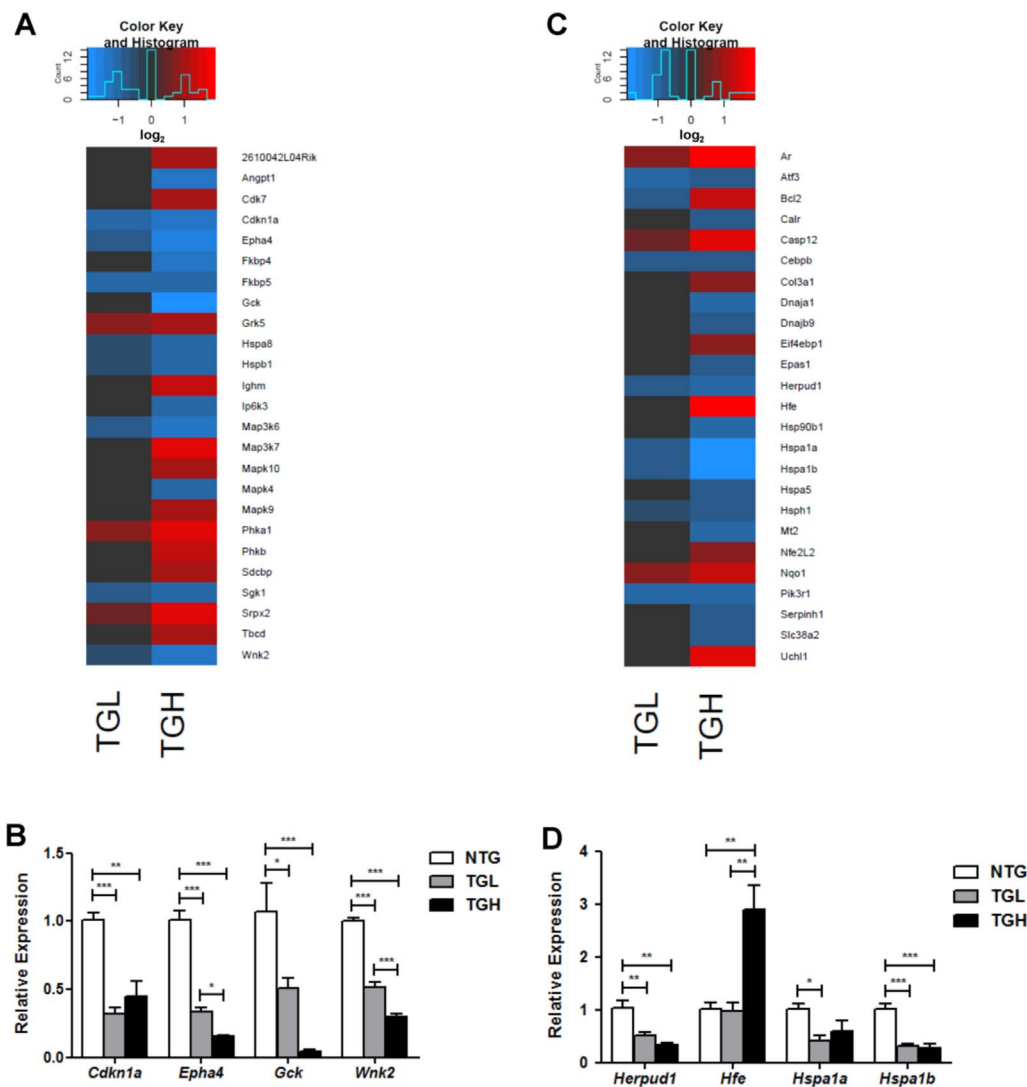 A
Color Key
and Histogram
Count
0 6 12
-1 0 1
log2
2610042L04Rik
Angpt1
Cdk7
Cdkn1a
Epha4
Fkbp4
Fkbp5
Gck
Grk5
Hspa8
Hspb1
Ighm
Ip6k3
Map3k6
Map3k7
Mapk10
Mapk4
Mapk9
Phka1
Phkb
Sdcbp
Sgk1
Srpx2
Tbcd
Wnk2
TGL
TGH
C
Color Key
and Histogram
Count
0 6 12
-1 0 1
log2
Ar
Atf3
Bcl2
Calr
Casp12
Cebpb
Col3a1
Dnaja1
Dnajb9
Eif4ebp1
Epas1
Herpud1
Hfe
Hsp90b1
Hspa1a
Hspa1b
Hspa5
Hsph1
Mt2
Nfe2L2
Nqo1
Pik3r1
Serpinh1
Slc38a2
Uchl1
TGL
TGH
B
Relative Expression
1.5
1.0
0.5
0.0
** *** *** *** *** * *** *** * ***
NTG
TGL
TGH
Cdkn1a Epha4 Gck Wnk2
D
Relative Expression
4
3
2
1
0
** ** ** ** * *** ***
NTG
TGL
TGH
Herpud1 Hfe Hspa1a Hspa1b